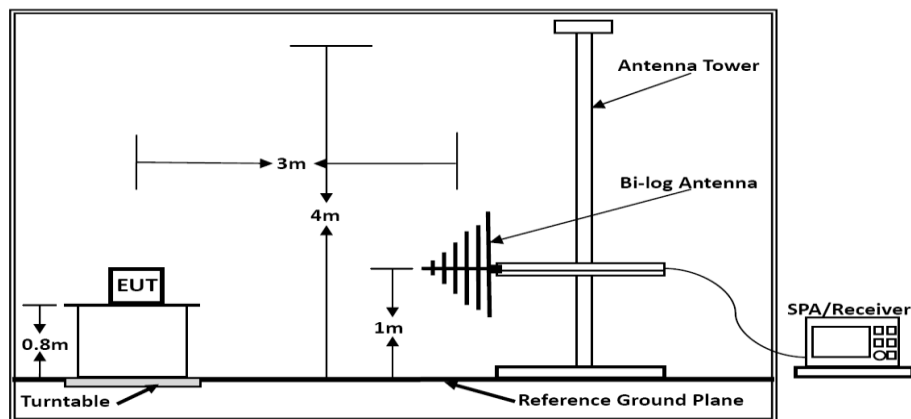 Antenna Tower
3m
Bi-log Antenna
4m
EUT
SPA/Receiver
1m
0.8m
Turntable
Reference Ground Plane